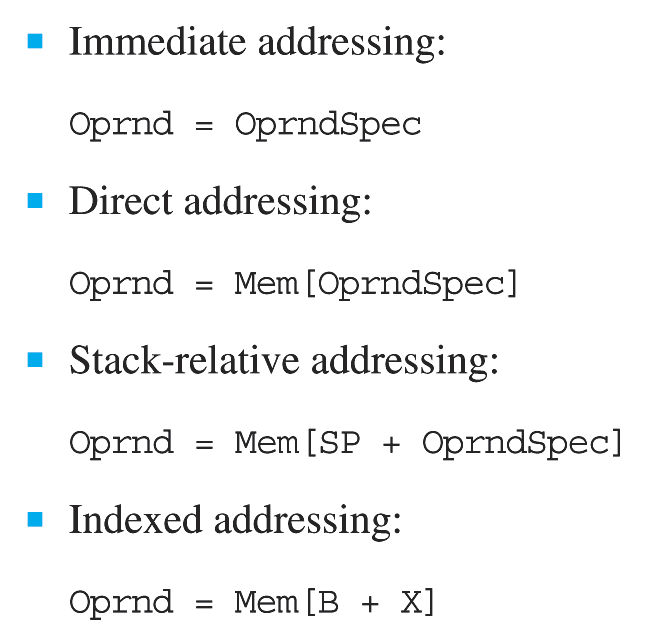 Immediate addressing:
Oprnd = OprndSpec
Direct addressing:
Oprnd = Mem[OprndSpec]
Stack-relative addressing:
Oprnd = Mem[SP + OprndSpec]
Indexed addressing:
Oprnd = Mem[B + X]